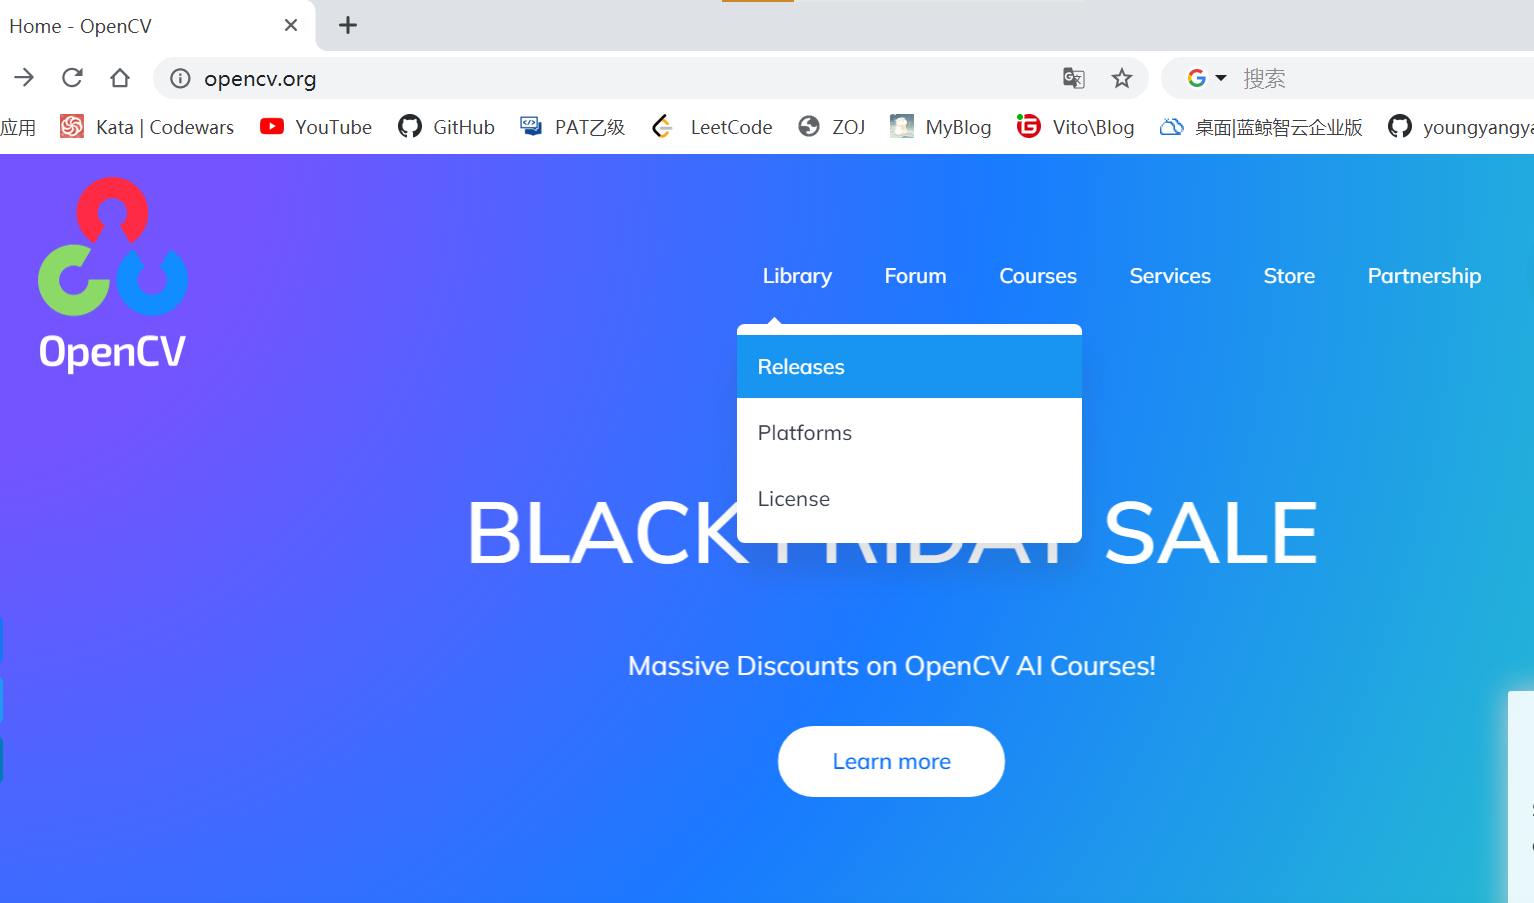 Home - OpenCV
opencv.org
搜索
应用 Kata | Codewars YouTube GitHub PAT乙级 LeetCode ZOJ MyBlog Vito\Blog 桌面|蓝鲸智云企业版 youngyangya
OpenCV
Library Forum Courses Services Store Partnership
Releases
Platforms
License
BLACK FRIDAY SALE
Massive Discounts on OpenCV AI Courses!
Learn more